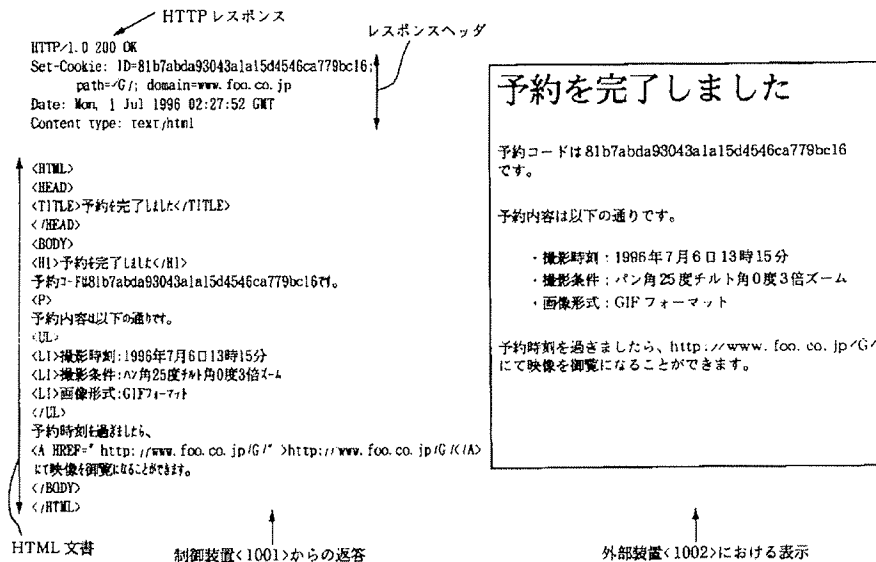 HTTPレスポンス
レスポンスヘッダ
HTTP/1.0 200 OK
Set-Cookie: ID=81b7abda93043a1a15d4546ca779bc16;
path=/G/; domain=www.foo.co.jp
Date: Mon, 1 Jul 1996 02:27:52 GMT
Content type: text/html
<HTML>
<HEAD>
<TITLE>予約を完了しました</TITLE>
</HEAD>
<BODY>
<H1>予約を完了しました</H1>
予約コードは81b7abda93043a1a15d4546ca779bc16です。
<P>
予約内容は以下の通りです。
<UL>
<LI>撮影時刻:1996年7月6日13時15分
<LI>撮影条件:パン角25度チルト角0度3倍ズーム
<LI>画像形式:GIFフォーマット
</UL>
予約時刻を過ぎましたら、
<A HREF="http://www.foo.co.jp/G/">http://www.foo.co.jp/G/</A>
にて映像を御覧になることができます。
</BODY>
</HTML>
HTML 文書
制御装置<1001>からの返答
予約を完了しました
予約コードは81b7abda93043a1a15d4546ca779bc16
です。
予約内容は以下の通りです。
・撮影時刻：1996年7月6日13時15分
・撮影条件：パン角25度チルト角0度3倍ズーム
・画像形式：GIFフォーマット
予約時刻を過ぎましたら、http://www.foo.co.jp/G/
にて映像を御覧になることができます。
外部装置<1002>における表示